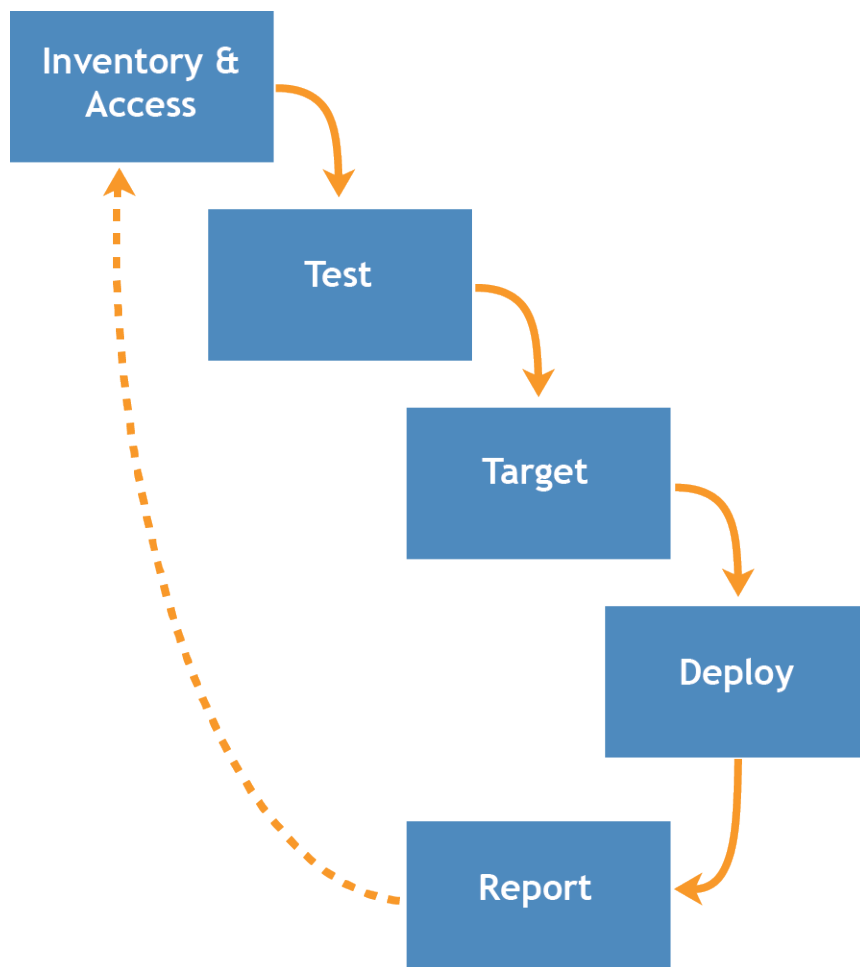 Inventory &
Access
Test
Target
Deploy
Report